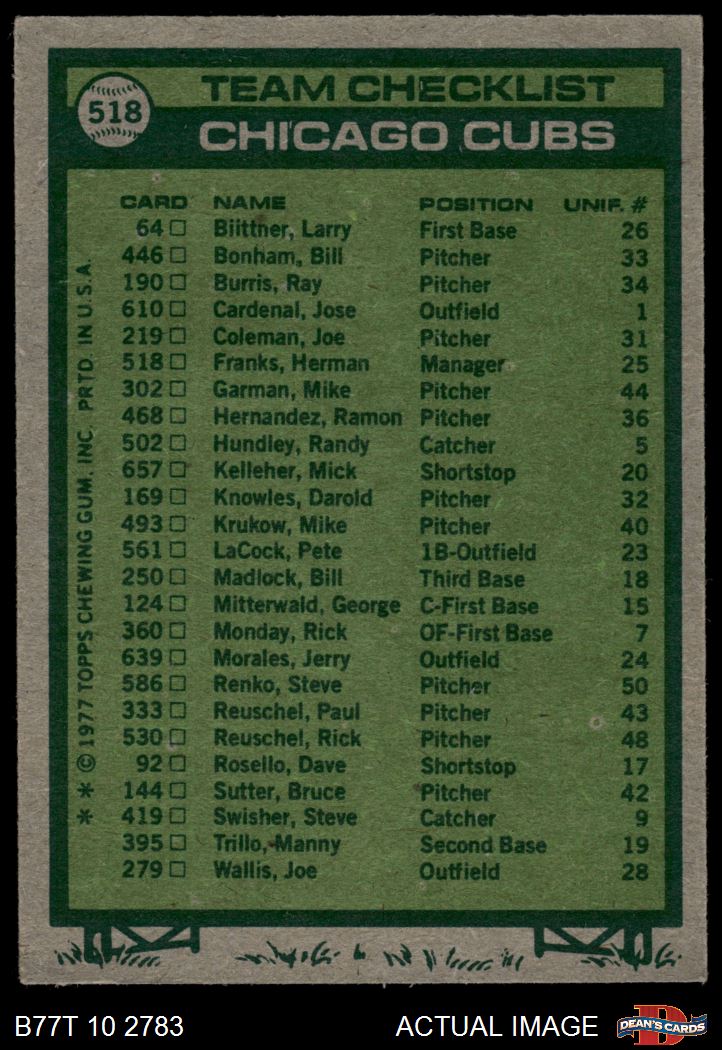 518
TEAM CHECKLIST
CHICAGO CUBS
CARD NAME POSITION UNIF. #
64 Biittner, Larry First Base 26
446 Bonham, Bill Pitcher 33
190 Burris, Ray Pitcher 34
610 Cardenal, Jose Outfield 1
219 Coleman, Joe Pitcher 31
518 Franks, Herman Manager 25
302 Garman, Mike Pitcher 44
468 Hernandez, Ramon Pitcher 36
502 Hundley, Randy Catcher 5
657 Kelleher, Mick Shortstop 20
169 Knowles, Darold Pitcher 32
493 Krukow, Mike Pitcher 40
561 LaCock, Pete 1B-Outfield 23
250 Madlock, Bill Third Base 18
124 Mitterwald, George C-First Base 15
360 Monday, Rick OF-First Base 7
639 Morales, Jerry Outfield 24
586 Renko, Steve Pitcher 50
333 Reuschel, Paul Pitcher 43
530 Reuschel, Rick Pitcher 48
92 Rosello, Dave Shortstop 17
144 Sutter, Bruce Pitcher 42
419 Swisher, Steve Catcher 9
395 Trillo, Manny Second Base 19
279 Wallis, Joe Outfield 28
* * © 1977 TOPPS CHEWING GUM, INC. PRTD. IN U.S.A.
B77T 10 2783 ACTUAL IMAGE
D
DEAN'S CARDS